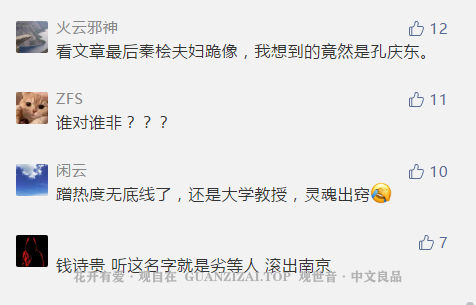 火云邪神
12
看文章最后秦桧夫妇跪像，我想到的竟然是孔庆东。
ZFS
11
谁对谁非？？？
闲云
10
蹭热度无底线了，还是大学教授，灵魂出窍😂
7
钱诗贵 听这名字就是劣等人 滚出南京
花开有爱·观自在 GUANZIZAI.TOP 观世音·中文良品